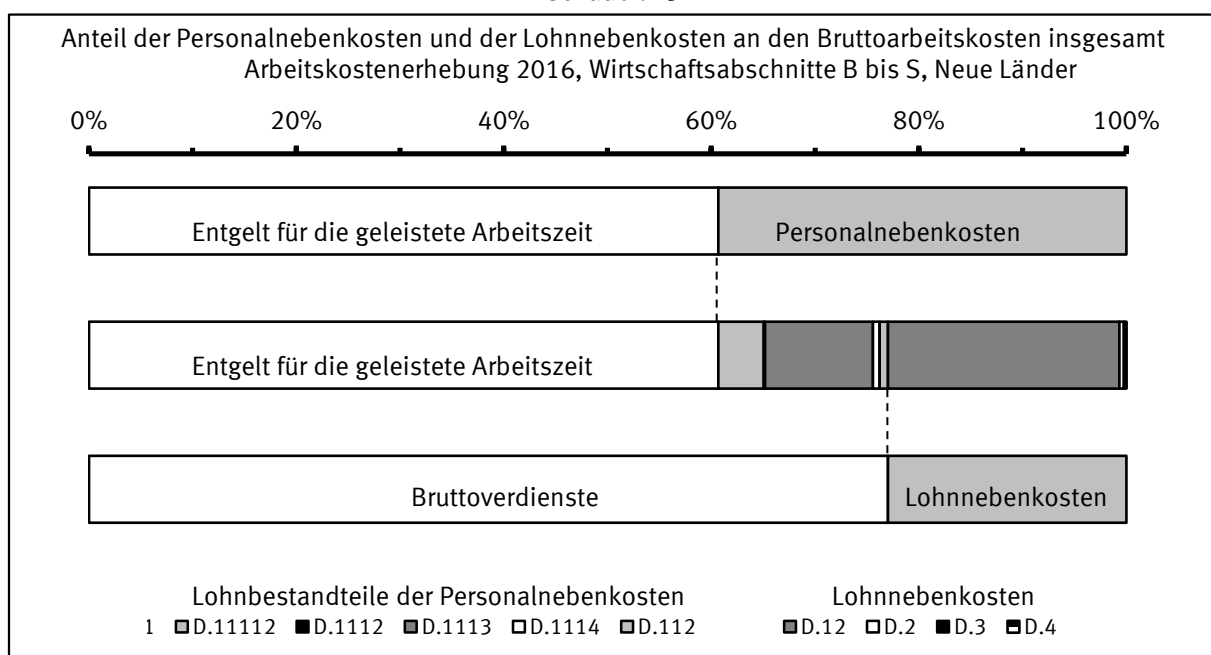 Anteil der Personalnebenkosten und der Lohnnebenkosten an den Bruttoarbeitskosten insgesamt
Arbeitskostenerhebung 2016, Wirtschaftsabschnitte B bis S, Neue Länder
0% 20% 40% 60% 80% 100%
Entgelt für die geleistete Arbeitszeit Personalnebenkosten
Entgelt für die geleistete Arbeitszeit
Bruttoverdienste Lohnnebenkosten
Lohnbestandteile der Personalnebenkosten Lohnnebenkosten
1 D.11112 D.1112 D.1113 D.1114 D.112 D.12 D.2 D.3 D.4